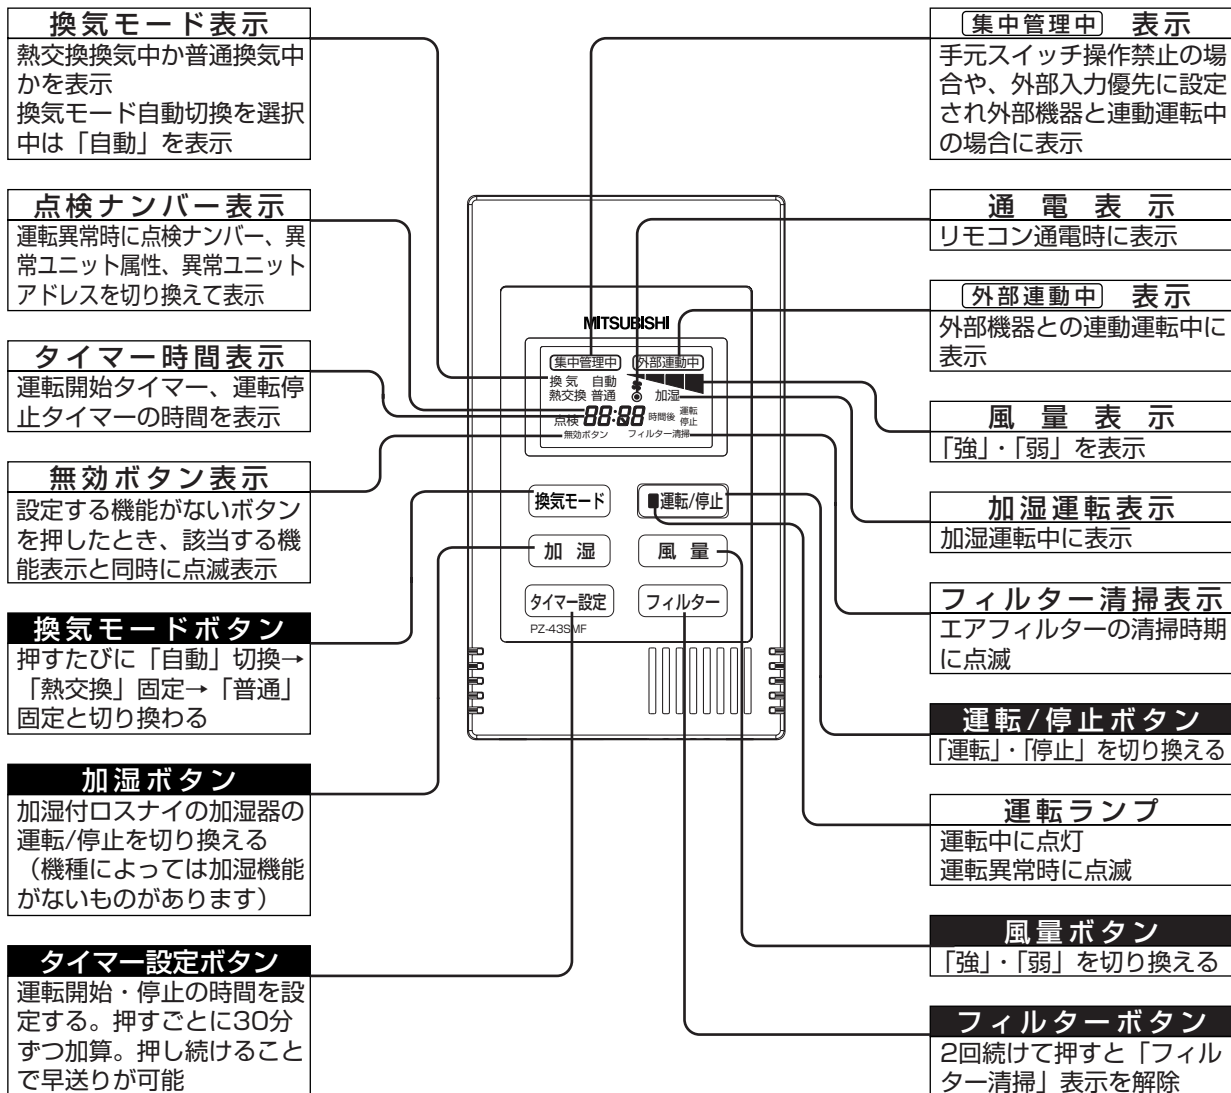 換気モード表示
熱交換換気中か普通換気中
かを表示
換気モード自動切換を選択
中は「自動」を表示
点検ナンバー表示
運転異常時に点検ナンバー、異
常ユニット属性、異常ユニット
アドレスを切り換えて表示
タイマー時間表示
運転開始タイマー、運転停
止タイマーの時間を表示
無効ボタン表示
設定する機能がないボタン
を押したとき、該当する機
能表示と同時に点滅表示
換気モードボタン
押すたびに「自動」切換→
「熱交換」固定→「普通」
固定と切り換わる
加湿ボタン
加湿付ロスナイの加湿器の
運転/停止を切り換える
（機種によっては加湿機能
がないものがあります）
タイマー設定ボタン
運転開始・停止の時間を設
定する。押すごとに30分
ずつ加算。押し続けること
で早送りが可能
MITSUBISHI
集中管理中 外部連動中
換気 自動
熱交換 普通 加湿
点検 88:88 時間後 運転
停止
無効ボタン フィルター清掃
換気モード 運転/停止
加湿 風量
タイマー設定 フィルター
PZ-43SMF
集中管理中 表示
手元スイッチ操作禁止の場
合や、外部入力優先に設定
され外部機器と連動運転中
の場合に表示
通電表示
リモコン通電時に表示
外部連動中 表示
外部機器との連動運転中に
表示
風量表示
「強」・「弱」を表示
加湿運転表示
加湿運転中に表示
フィルター清掃表示
エアフィルターの清掃時期
に点滅
運転/停止ボタン
「運転」・「停止」を切り換える
運転ランプ
運転中に点灯
運転異常時に点滅
風量ボタン
「強」・「弱」を切り換える
フィルターボタン
2回続けて押すと「フィル
ター清掃」表示を解除